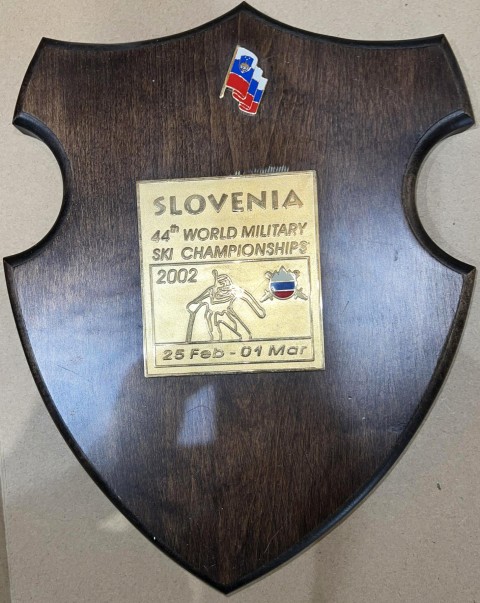 SLOVENIA
44th WORLD MILITARY
SKI CHAMPIONSHIPS
2002
25 Feb - 01 Mar